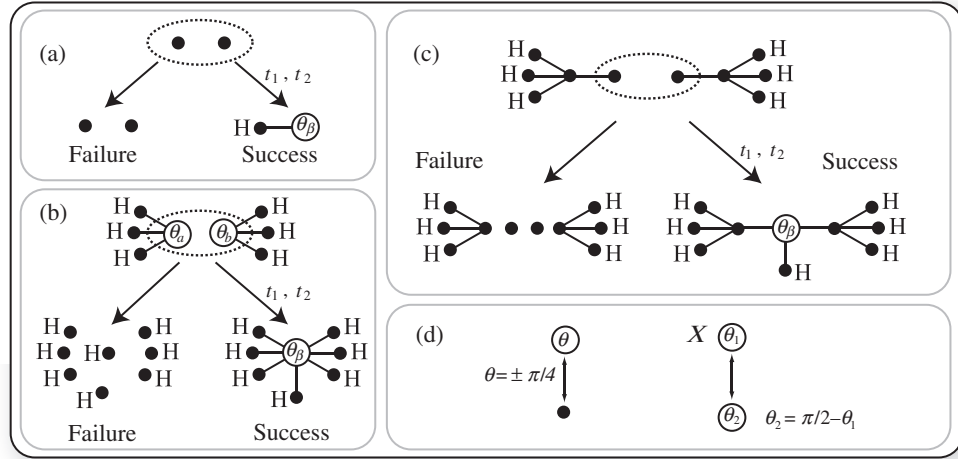 (a)
t₁ , t₂
H
θβ
Failure
Success
(b)
H H
H θa θb H
H H
t₁ , t₂
H H H H
H H H H θβ H
H H H H
H H
Failure
Success
(c)
H H
H H
H H
Failure
t₁ , t₂
Success
H H H H
H H H θβ H
H H H H
H
(d)
θ
θ=± π/4
X θ₁
θ₂ θ₂= π/2–θ₁